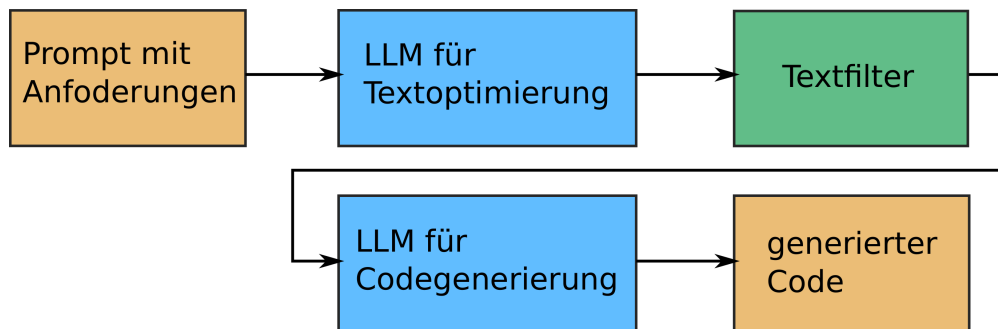 Prompt mit
Anfoderungen
LLM für
Textoptimierung
Textfilter
LLM für
Codegenerierung
generierter
Code